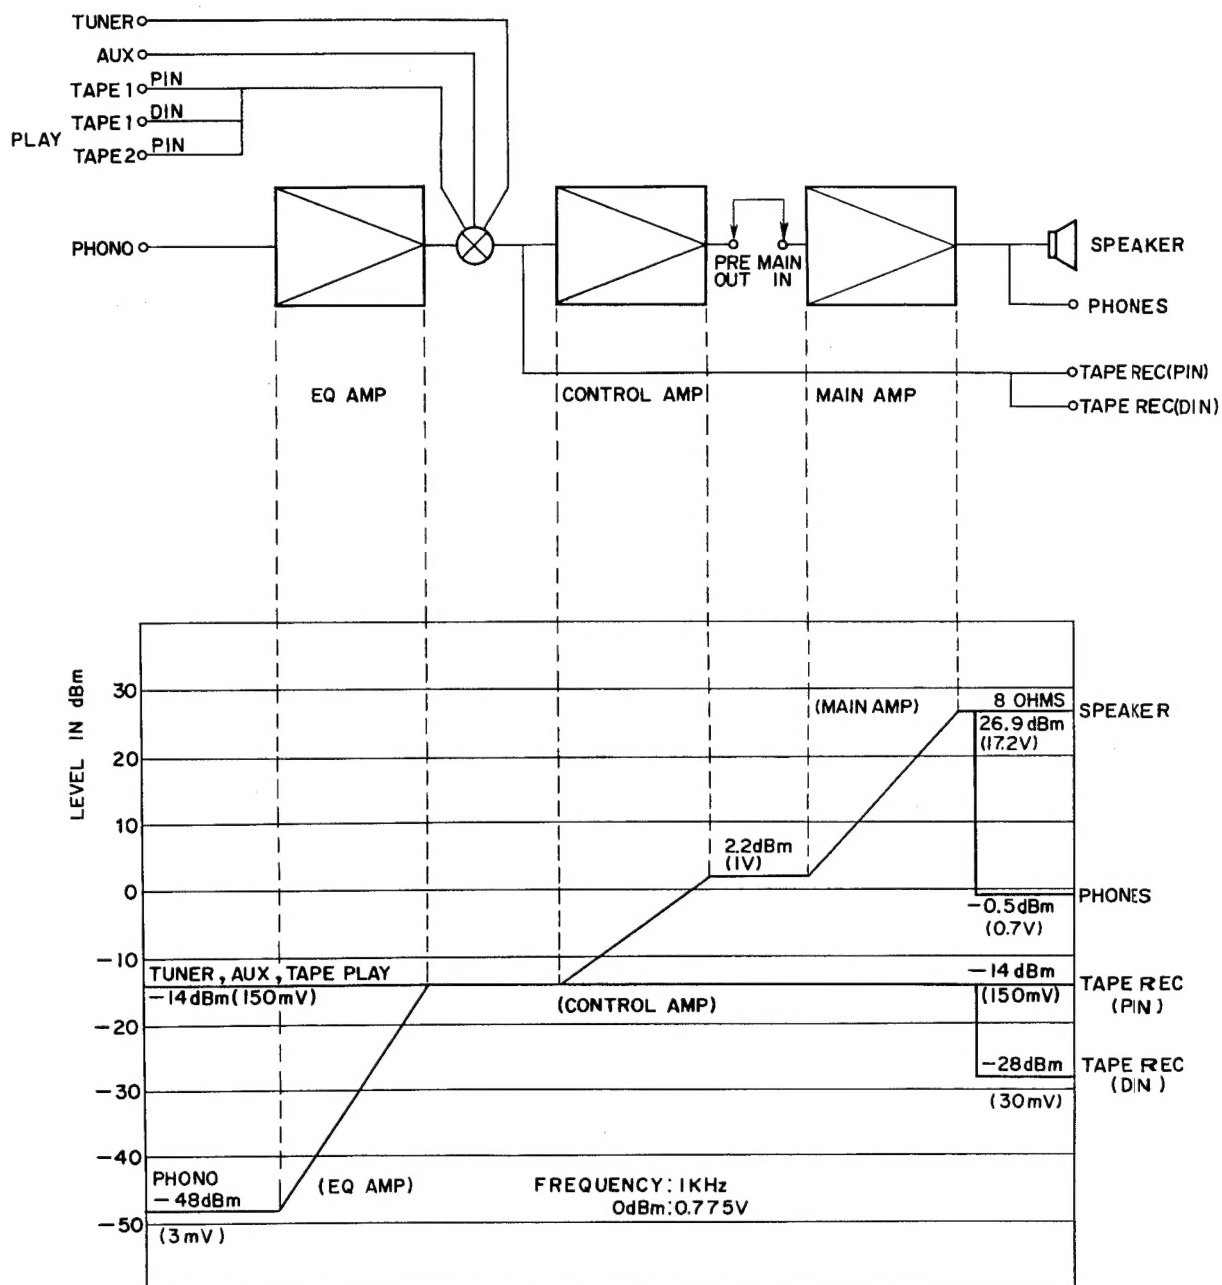 TUNER
AUX
TAPE 1 PIN
TAPE 1 DIN
PLAY
TAPE 2 PIN
PHONO
PRE OUT
MAIN IN
SPEAKER
PHONES
TAPE REC(PIN)
TAPE REC(DIN)
EQ AMP
CONTROL AMP
MAIN AMP
LEVEL IN dBm
30
20
10
0
-10
-20
-30
-40
-50
(MAIN AMP)
8 OHMS
SPEAKER
26.9 dBm
(17.2V)
2.2dBm
(1V)
PHONES
-0.5dBm
(0.7V)
TUNER, AUX, TAPE PLAY
-14dBm(150mV)
(CONTROL AMP)
-14 dBm
(150mV)
TAPE REC
(PIN)
-28dBm
TAPE REC
(DIN)
(30mV)
PHONO
-48dBm
(3mV)
(EQ AMP)
FREQUENCY: 1KHz
0dBm: 0.775V